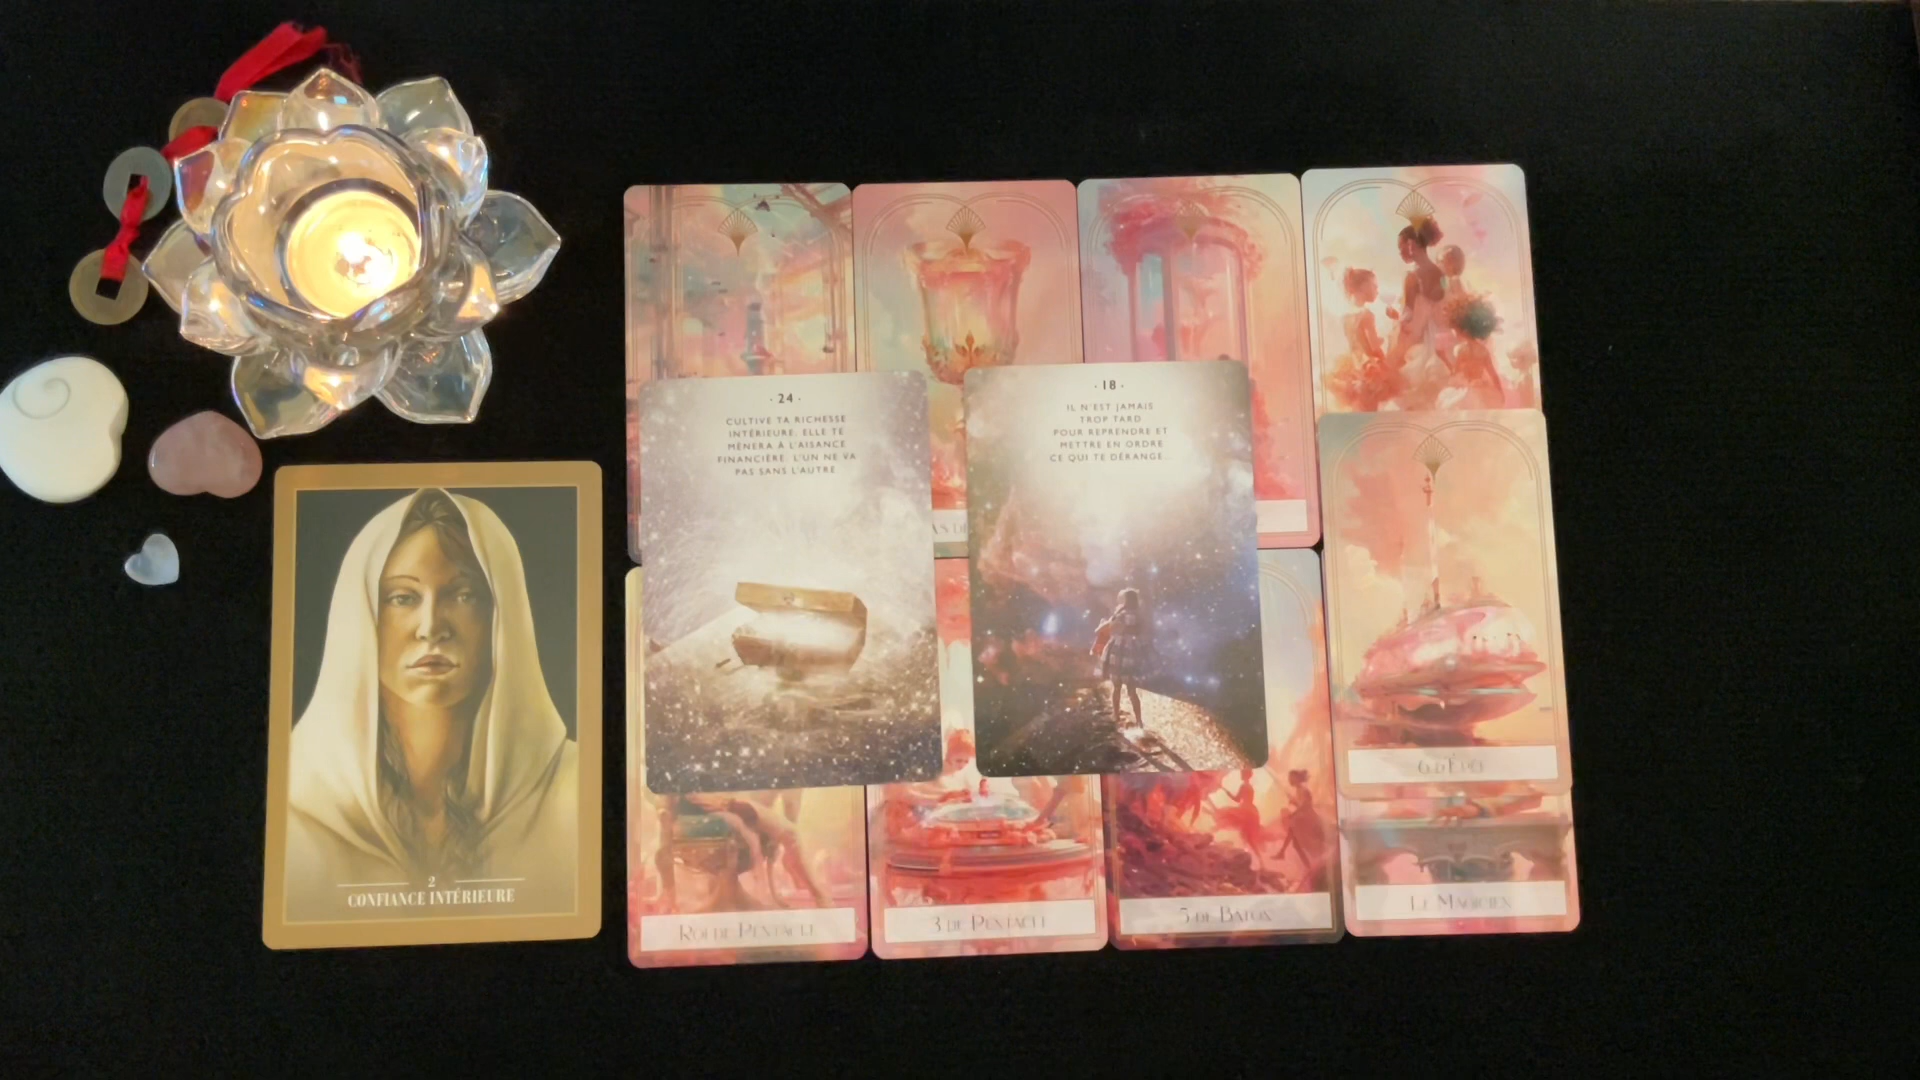 · 24 ·
CULTIVE TA RICHESSE
INTÉRIEURE. ELLE TE
MÈNERA À L'AISANCE
FINANCIÈRE. L'UN NE VA
PAS SANS L'AUTRE
· 18 ·
IL N'EST JAMAIS
TROP TARD
POUR REPRENDRE ET
METTRE EN ORDRE
CE QUI TE DÉRANGE...
AS DE
6 D'ÉPÉE
2
CONFIANCE INTÉRIEURE
ROI DE PENTACLE
3 DE PENTACLE
5 DE BATON
LE MAGICIEN